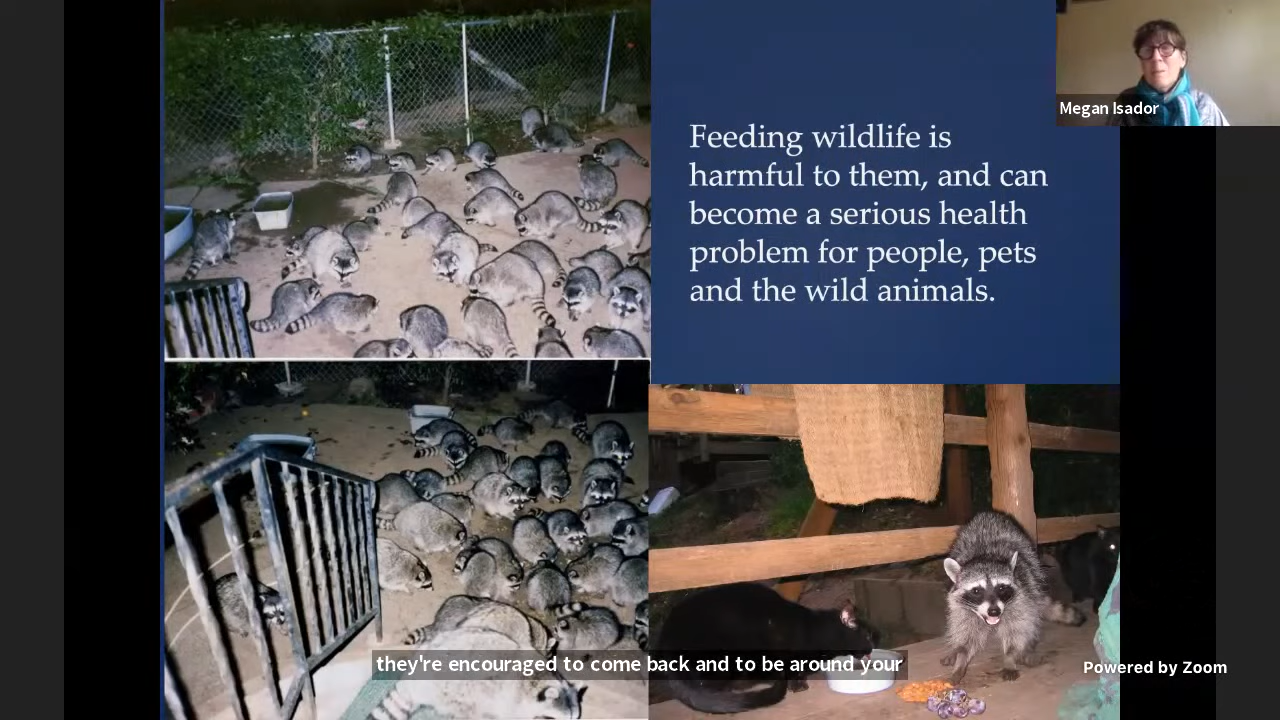 Megan Isador
Feeding wildlife is
harmful to them, and can
become a serious health
problem for people, pets
and the wild animals.
they're encouraged to come back and to be around your
Powered by Zoom